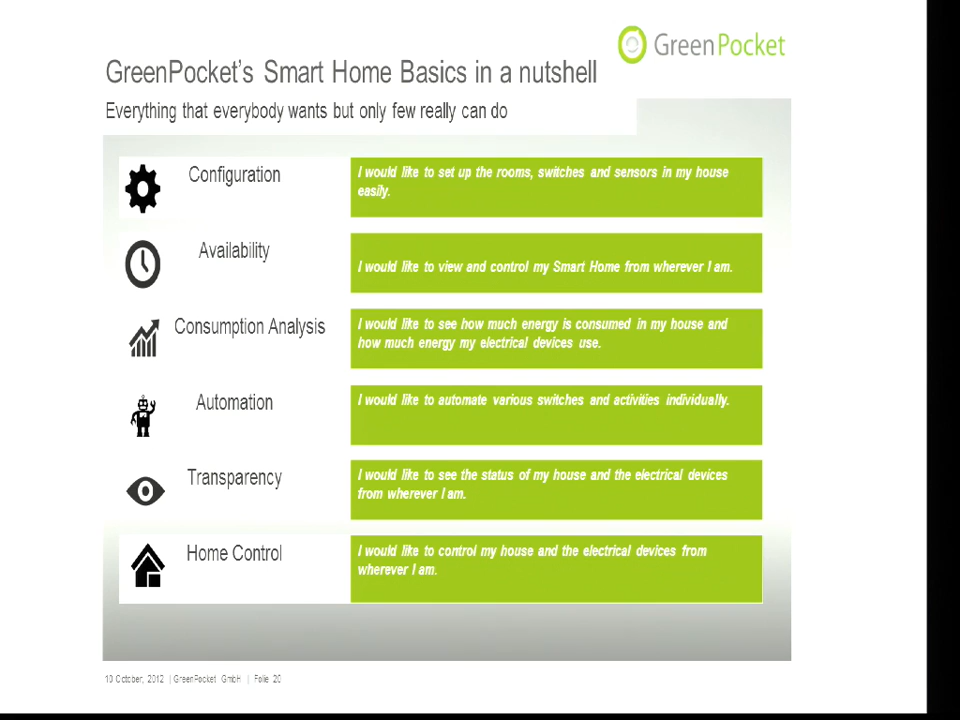 GreenPocket
GreenPocket's Smart Home Basics in a nutshell
Everything that everybody wants but only few really can do
Configuration
I would like to set up the rooms, switches and sensors in my house
easily.
Availability
I would like to view and control my Smart Home from wherever I am.
Consumption Analysis
I would like to see how much energy is consumed in my house and
how much energy my electrical devices use.
Automation
I would like to automate various switches and activities individually.
Transparency
I would like to see the status of my house and the electrical devices
from wherever I am.
Home Control
I would like to control my house and the electrical devices from
wherever I am.
10 October, 2012 | GreenPocket GmbH | Folie 20